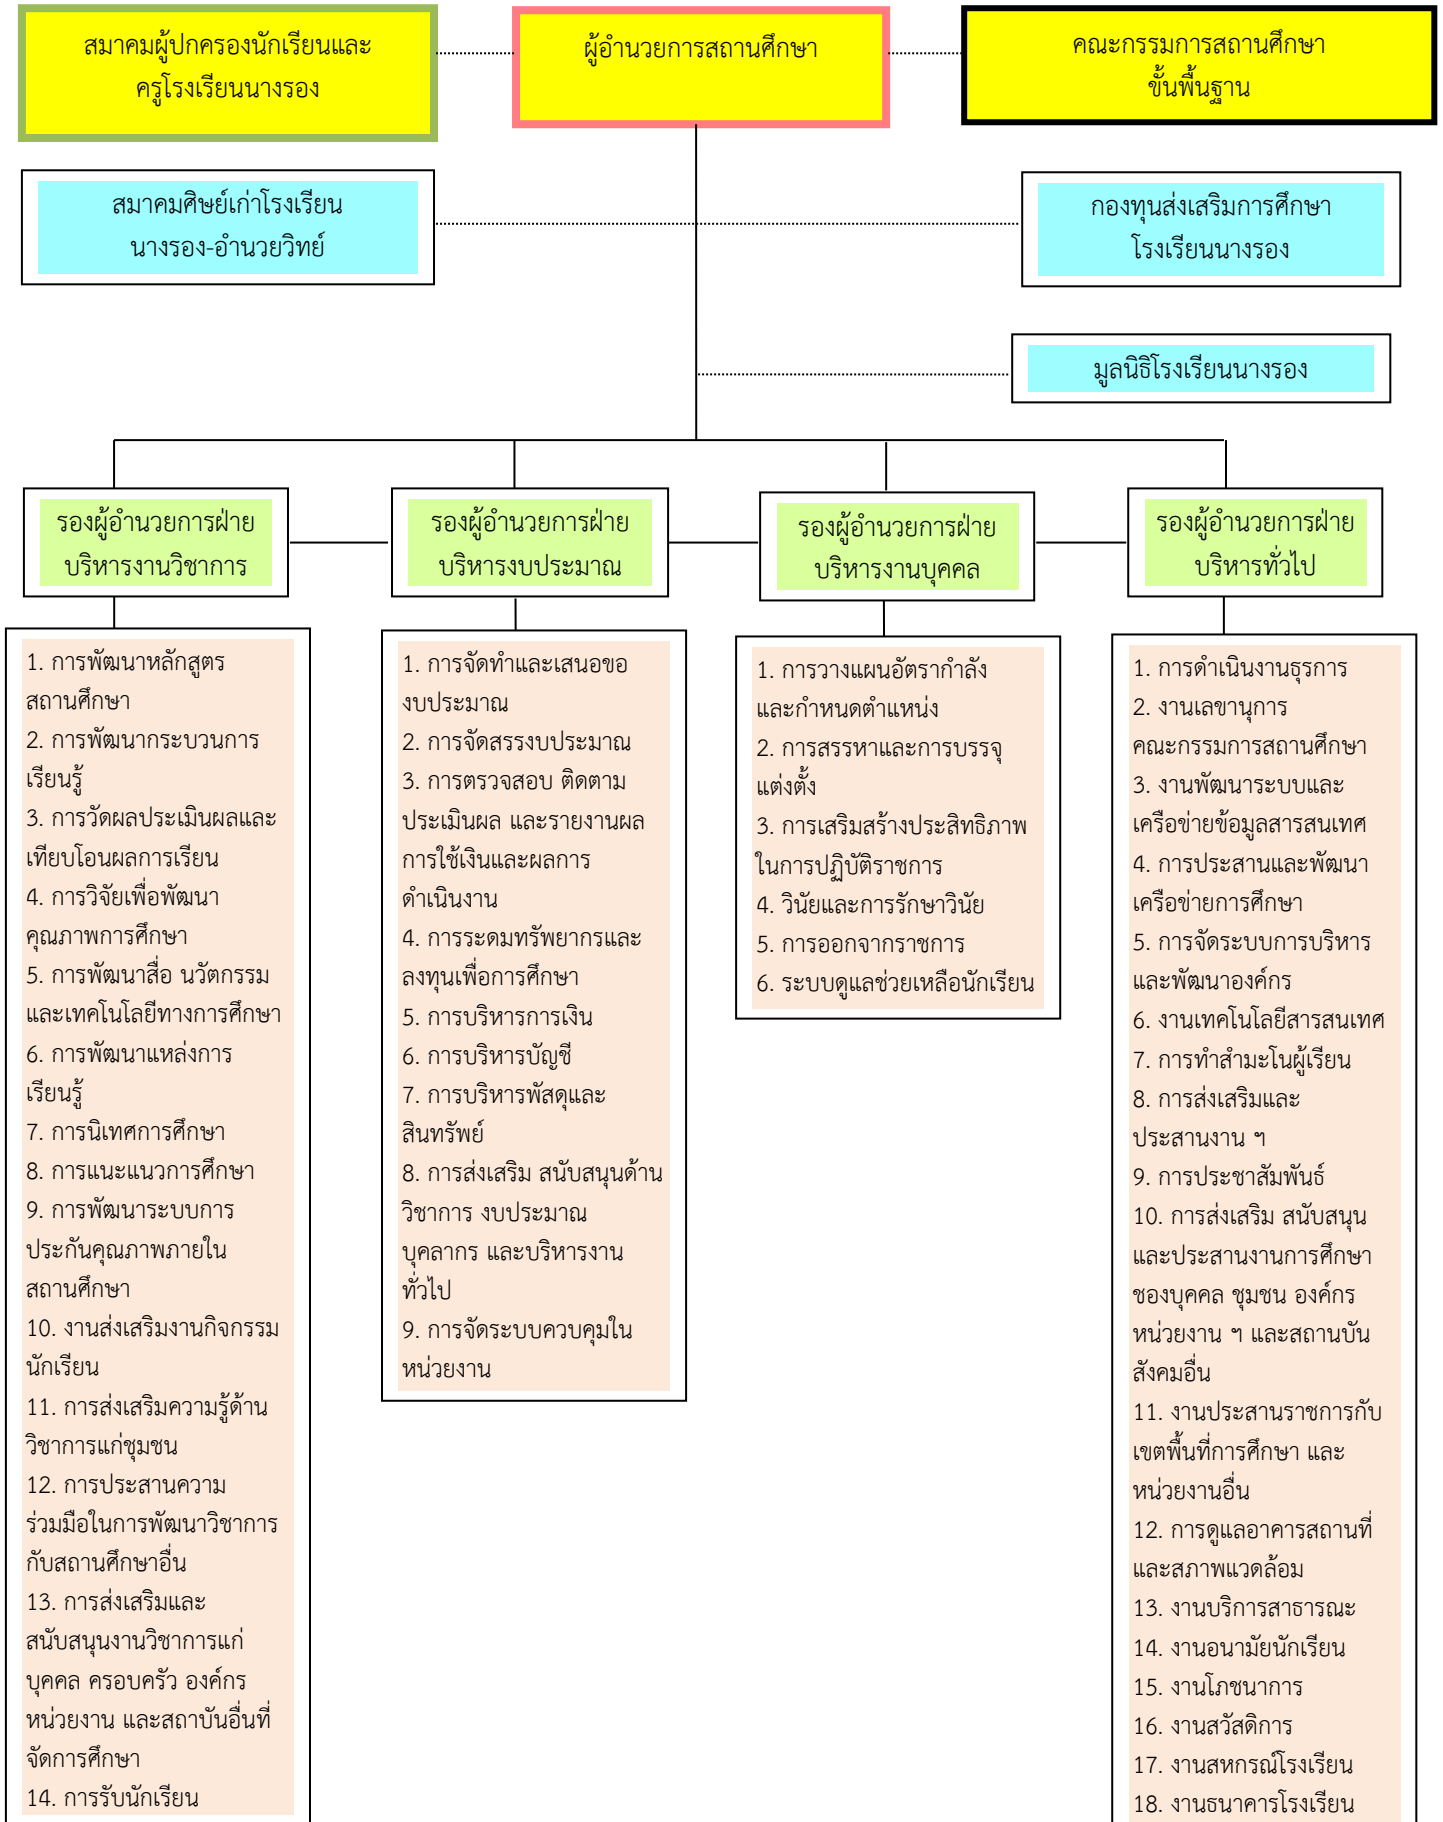 สมาคมผู้ปกครองนักเรียนและ
ครูโรงเรียนนางรอง
ผู้อำนวยการสถานศึกษา
คณะกรรมการสถานศึกษา
ขั้นพื้นฐาน
สมาคมศิษย์เก่าโรงเรียน
นางรอง-อำนวยวิทย์
กองทุนส่งเสริมการศึกษา
โรงเรียนนางรอง
มูลนิธิโรงเรียนนางรอง
รองผู้อำนวยการฝ่าย
บริหารงานวิชาการ
รองผู้อำนวยการฝ่าย
บริหารงบประมาณ
รองผู้อำนวยการฝ่าย
บริหารงานบุคคล
รองผู้อำนวยการฝ่าย
บริหารทั่วไป
1. การพัฒนาหลักสูตร
สถานศึกษา
2. การพัฒนากระบวนการ
เรียนรู้
3. การวัดผลประเมินผลและ
เทียบโอนผลการเรียน
4. การวิจัยเพื่อพัฒนา
คุณภาพการศึกษา
5. การพัฒนาสื่อ นวัตกรรม
และเทคโนโลยีทางการศึกษา
6. การพัฒนาแหล่งการ
เรียนรู้
7. การนิเทศการศึกษา
8. การแนะแนวการศึกษา
9. การพัฒนาระบบการ
ประกันคุณภาพภายใน
สถานศึกษา
10. งานส่งเสริมงานกิจกรรม
นักเรียน
11. การส่งเสริมความรู้ด้าน
วิชาการแก่ชุมชน
12. การประสานความ
ร่วมมือในการพัฒนาวิชาการ
กับสถานศึกษาอื่น
13. การส่งเสริมและ
สนับสนุนงานวิชาการแก่
บุคคล ครอบครัว องค์กร
หน่วยงาน และสถาบันอื่นที่
จัดการศึกษา
14. การรับนักเรียน
1. การจัดทำและเสนอขอ
งบประมาณ
2. การจัดสรรงบประมาณ
3. การตรวจสอบ ติดตาม
ประเมินผล และรายงานผล
การใช้เงินและผลการ
ดำเนินงาน
4. การระดมทรัพยากรและ
ลงทุนเพื่อการศึกษา
5. การบริหารการเงิน
6. การบริหารบัญชี
7. การบริหารพัสดุและ
สินทรัพย์
8. การส่งเสริม สนับสนุนด้าน
วิชาการ งบประมาณ
บุคลากร และบริหารงาน
ทั่วไป
9. การจัดระบบควบคุมใน
หน่วยงาน
1. การวางแผนอัตรากำลัง
และกำหนดตำแหน่ง
2. การสรรหาและการบรรจุ
แต่งตั้ง
3. การเสริมสร้างประสิทธิภาพ
ในการปฏิบัติราชการ
4. วินัยและการรักษาวินัย
5. การออกจากราชการ
6. ระบบดูแลช่วยเหลือนักเรียน
1. การดำเนินงานธุรการ
2. งานเลขานุการ
คณะกรรมการสถานศึกษา
3. งานพัฒนาระบบและ
เครือข่ายข้อมูลสารสนเทศ
4. การประสานและพัฒนา
เครือข่ายการศึกษา
5. การจัดระบบการบริหาร
และพัฒนาองค์กร
6. งานเทคโนโลยีสารสนเทศ
7. การทำสำมะโนผู้เรียน
8. การส่งเสริมและ
ประสานงาน ฯ
9. การประชาสัมพันธ์
10. การส่งเสริม สนับสนุน
และประสานงานการศึกษา
ชองบุคคล ชุมชน องค์กร
หน่วยงาน ฯ และสถานบัน
สังคมอื่น
11. งานประสานราชการกับ
เขตพื้นที่การศึกษา และ
หน่วยงานอื่น
12. การดูแลอาคารสถานที่
และสภาพแวดล้อม
13. งานบริการสาธารณะ
14. งานอนามัยนักเรียน
15. งานโภชนาการ
16. งานสวัสดิการ
17. งานสหกรณ์โรงเรียน
18. งานธนาคารโรงเรียน